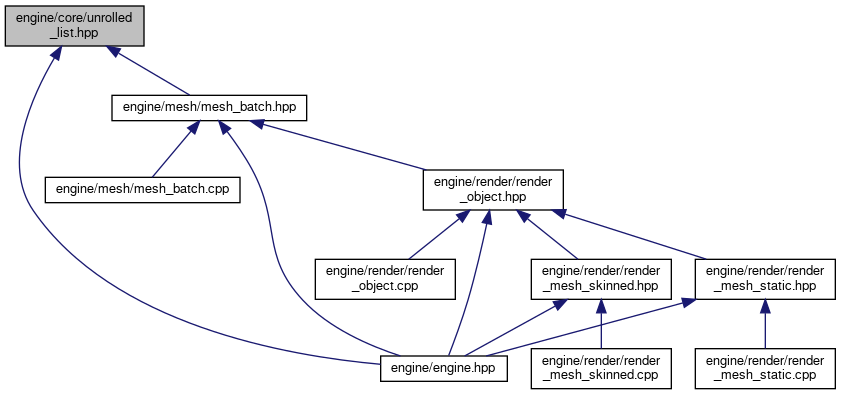 engine/core/unrolled
_list.hpp
engine/mesh/mesh_batch.hpp
engine/mesh/mesh_batch.cpp
engine/render/render
_object.hpp
engine/render/render
_object.cpp
engine/render/render
_mesh_skinned.hpp
engine/render/render
_mesh_static.hpp
engine/engine.hpp
engine/render/render
_mesh_skinned.cpp
engine/render/render
_mesh_static.cpp